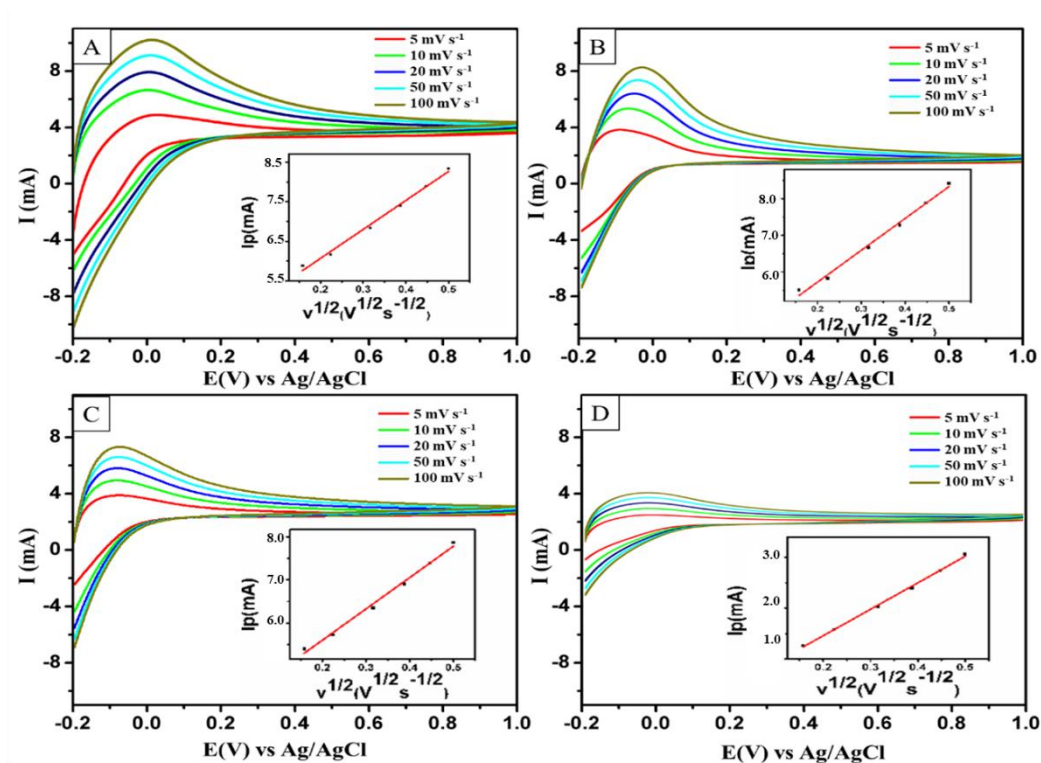 A
5 mV s⁻¹
10 mV s⁻¹
20 mV s⁻¹
50 mV s⁻¹
100 mV s⁻¹
I (mA)
8
4
0
-4
-8
Ip(mA)
8.5
7.5
6.5
5.5
0.2 0.3 0.4 0.5
v^1/2(V^1/2s^-1/2)
-0.2 0.0 0.2 0.4 0.6 0.8 1.0
E(V) vs Ag/AgCl
B
5 mV s⁻¹
10 mV s⁻¹
20 mV s⁻¹
50 mV s⁻¹
100 mV s⁻¹
I (mA)
8
4
0
-4
-8
Ip(mA)
8.0
7.0
6.0
0.2 0.3 0.4 0.5
v^1/2(V^1/2s^-1/2)
-0.2 0.0 0.2 0.4 0.6 0.8 1.0
E(V) vs Ag/AgCl
C
5 mV s⁻¹
10 mV s⁻¹
20 mV s⁻¹
50 mV s⁻¹
100 mV s⁻¹
I (mA)
8
4
0
-4
-8
Ip(mA)
8.0
7.0
6.0
0.2 0.3 0.4 0.5
v^1/2(V^1/2s^-1/2)
-0.2 0.0 0.2 0.4 0.6 0.8 1.0
E(V) vs Ag/AgCl
D
5 mV s⁻¹
10 mV s⁻¹
20 mV s⁻¹
50 mV s⁻¹
100 mV s⁻¹
I (mA)
8
4
0
-4
-8
Ip(mA)
3.0
2.0
1.0
0.2 0.3 0.4 0.5
v^1/2(V^1/2s^-1/2)
-0.2 0.0 0.2 0.4 0.6 0.8 1.0
E(V) vs Ag/AgCl